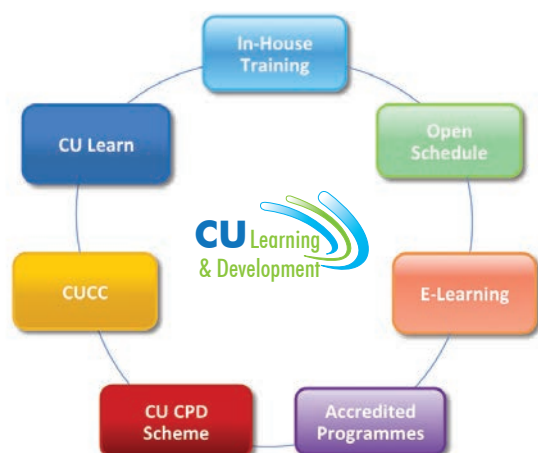 In-House
Training
Open
Schedule
E-Learning
Accredited
Programmes
CU CPD
Scheme
CUCC
CU Learn
CU Learning
& Development